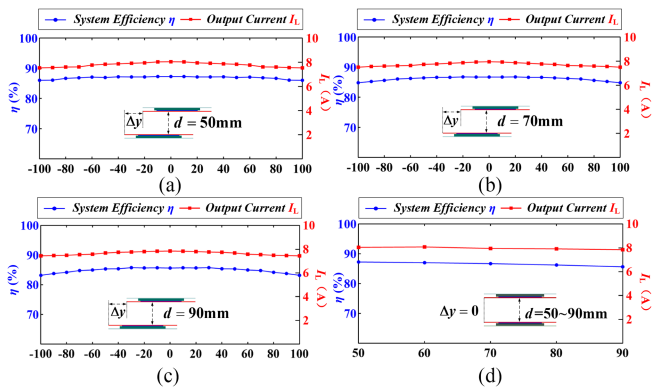 (a)
System Efficiency η Output Current IL
100
90
80
70
η (%)
10
8
6
4
2
IL (A)
Δy
d = 50mm
-100 -80 -60 -40 -20 0 20 40 60 80 100
(b)
System Efficiency η Output Current IL
100
90
80
70
η (%)
10
8
6
4
2
IL (A)
Δy
d = 70mm
-100 -80 -60 -40 -20 0 20 40 60 80 100
(c)
System Efficiency η Output Current IL
100
90
80
70
η (%)
10
8
6
4
2
IL (A)
Δy
d = 90mm
-100 -80 -60 -40 -20 0 20 40 60 80 100
(d)
System Efficiency η Output Current IL
100
90
80
70
η (%)
10
8
6
4
2
IL (A)
Δy = 0
d=50~90mm
50 60 70 80 90